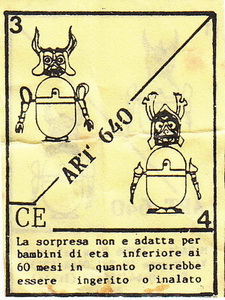 3
ART 640
CE
4
La sorpresa non e adatta per
bambini di eta inferiore ai
60 mesi in quanto potrebbe
essere ingerito o inalato